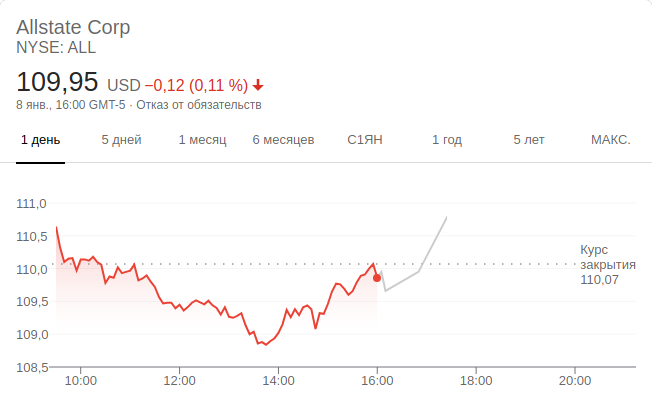 Allstate Corp
NYSE: ALL
109,95 USD −0,12 (0,11 %)
8 янв., 16:00 GMT-5 · Отказ от обязательств
1 день 5 дней 1 месяц 6 месяцев С1ЯН 1 год 5 лет МАКС.
111,0
110,5
110,0
109,5
109,0
108,5
Курс
закрытия
110,07
10:00 12:00 14:00 16:00 18:00 20:00